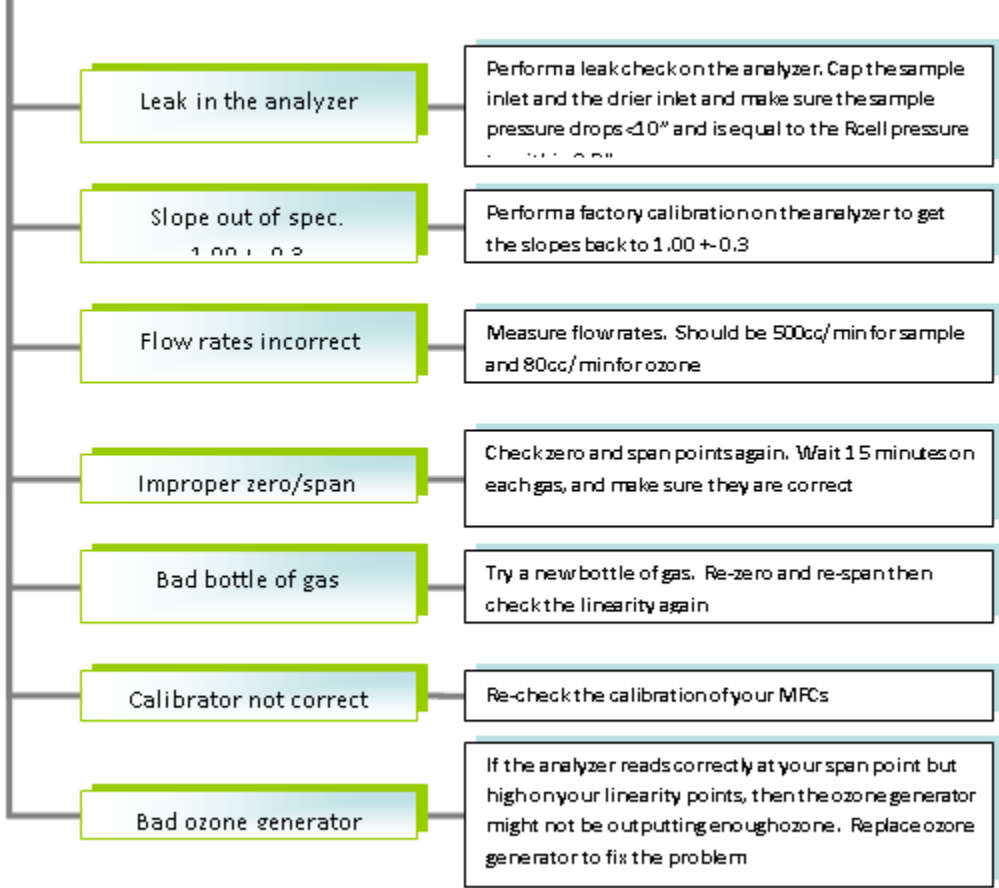 Leak in the analyzer
Perform a leak check on the analyzer. Cap the sample
inlet and the drier inlet and make sure the sample
pressure drops <10" and is equal to the Rcell pressure
Slope out of spec.
1.00 +- 0.3
Perform a factory calibration on the analyzer to get
the slopes back to 1.00 +- 0.3
Flow rates incorrect
Measure flow rates. Should be 500cc/min for sample
and 80cc/min for ozone
Improper zero/span
Check zero and span points again. Wait 15 minutes on
each gas, and make sure they are correct
Bad bottle of gas
Try a new bottle of gas. Re-zero and re-span then
check the linearity again
Calibrator not correct
Re-check the calibration of your MFCs
Bad ozone generator
If the analyzer reads correctly at your span point but
high on your linearity points, then the ozone generator
might not be outputting enough ozone. Replace ozone
generator to fix the problem